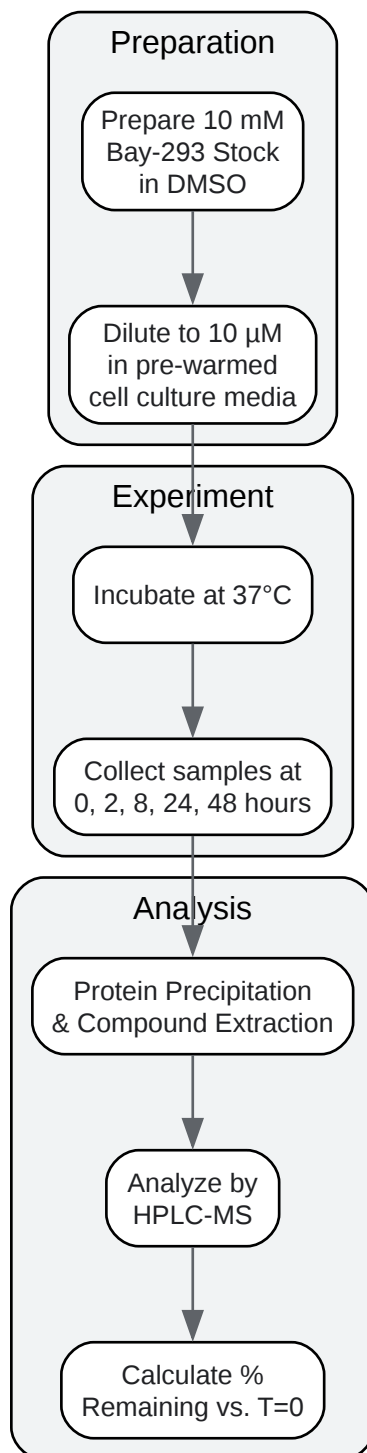 Preparation
Prepare 10 mM
Bay-293 Stock
in DMSO
Dilute to 10 µM
in pre-warmed
cell culture media
Experiment
Incubate at 37°C
Collect samples at
0, 2, 8, 24, 48 hours
Analysis
Protein Precipitation
& Compound Extraction
Analyze by
HPLC-MS
Calculate %
Remaining vs. T=0